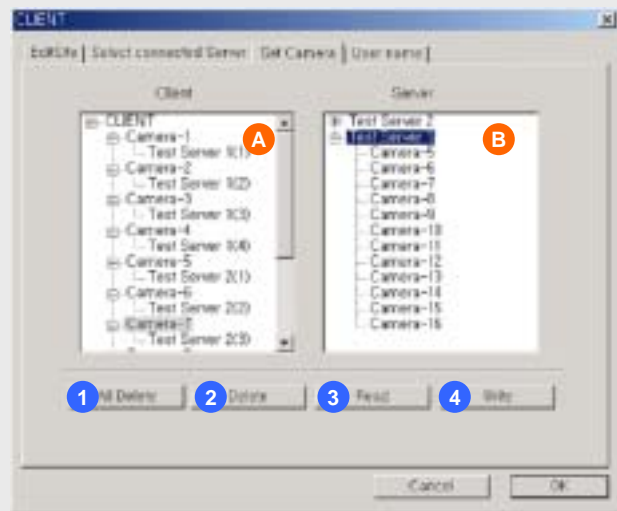 CLIENT
Edit Site Select connected Server Set Camera User name
Client Server
CLIENT
Camera-1
Test Server 1(1)
Camera-2
Test Server 1(2)
Camera-3
Test Server 1(3)
Camera-4
Test Server 1(4)
Camera-5
Test Server 2(1)
Camera-6
Test Server 2(2)
Camera-7
Test Server 2(3)
A
Test Server 2
Test Server
Camera-5
Camera-6
Camera-7
Camera-8
Camera-9
Camera-10
Camera-11
Camera-12
Camera-13
Camera-14
Camera-15
Camera-16
B
1 All Delete 2 Delete 3 Read 4 Write
Cancel OK